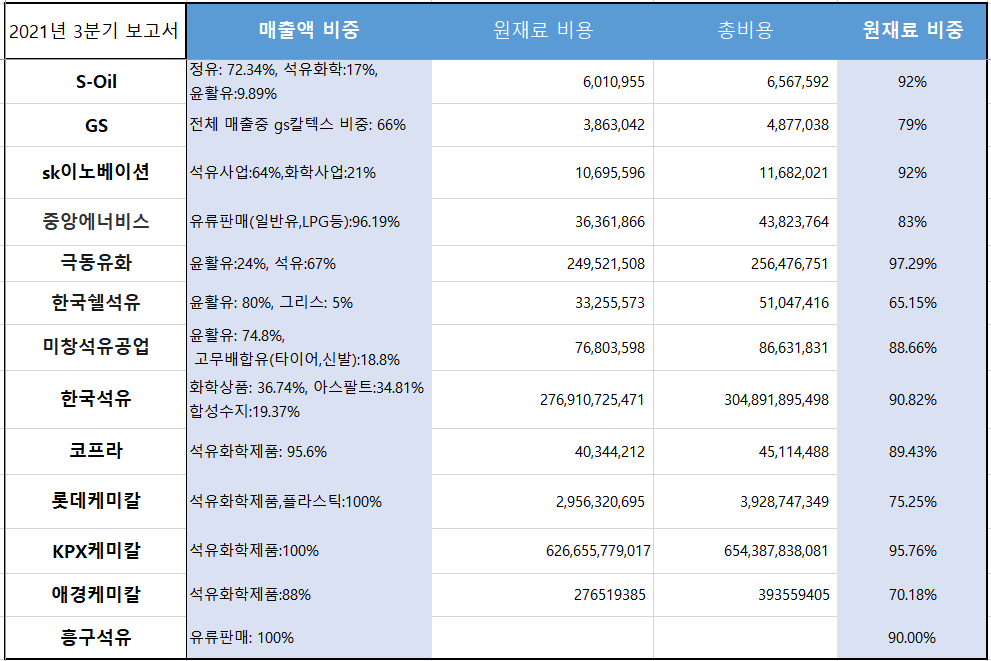 2021년 3분기 보고서 매출액 비중 원재료 비용 총비용 원재료 비중
S-Oil 정유: 72.34%, 석유화학:17%, 6,010,955 6,567,592 92%
윤활유:9.89%
GS 전체 매출중 gs칼텍스 비중: 66% 3,863,042 4,877,038 79%
sk이노베이션 석유사업:64%,화학사업:21% 10,695,596 11,682,021 92%
중앙에너비스 유류판매(일반유,LPG등):96.19% 36,361,866 43,823,764 83%
극동유화 윤활유:24%, 석유:67% 249,521,508 256,476,751 97.29%
한국쉘석유 윤활유: 80%, 그리스: 5% 33,255,573 51,047,416 65.15%
미창석유공업 윤활유: 74.8%, 76,803,598 86,631,831 88.66%
고무배합유(타이어,신발):18.8%
한국석유 화학상품: 36.74%, 아스팔트:34.81% 276,910,725,471 304,891,895,498 90.82%
합성수지:19.37%
코프라 석유화학제품: 95.6% 40,344,212 45,114,488 89.43%
롯데케미칼 석유화학제품,플라스틱:100% 2,956,320,695 3,928,747,349 75.25%
KPX케미칼 석유화학제품:100% 626,655,779,017 654,387,838,081 95.76%
애경케미칼 석유화학제품:88% 276519385 393559405 70.18%
흥구석유 유류판매: 100% 90.00%